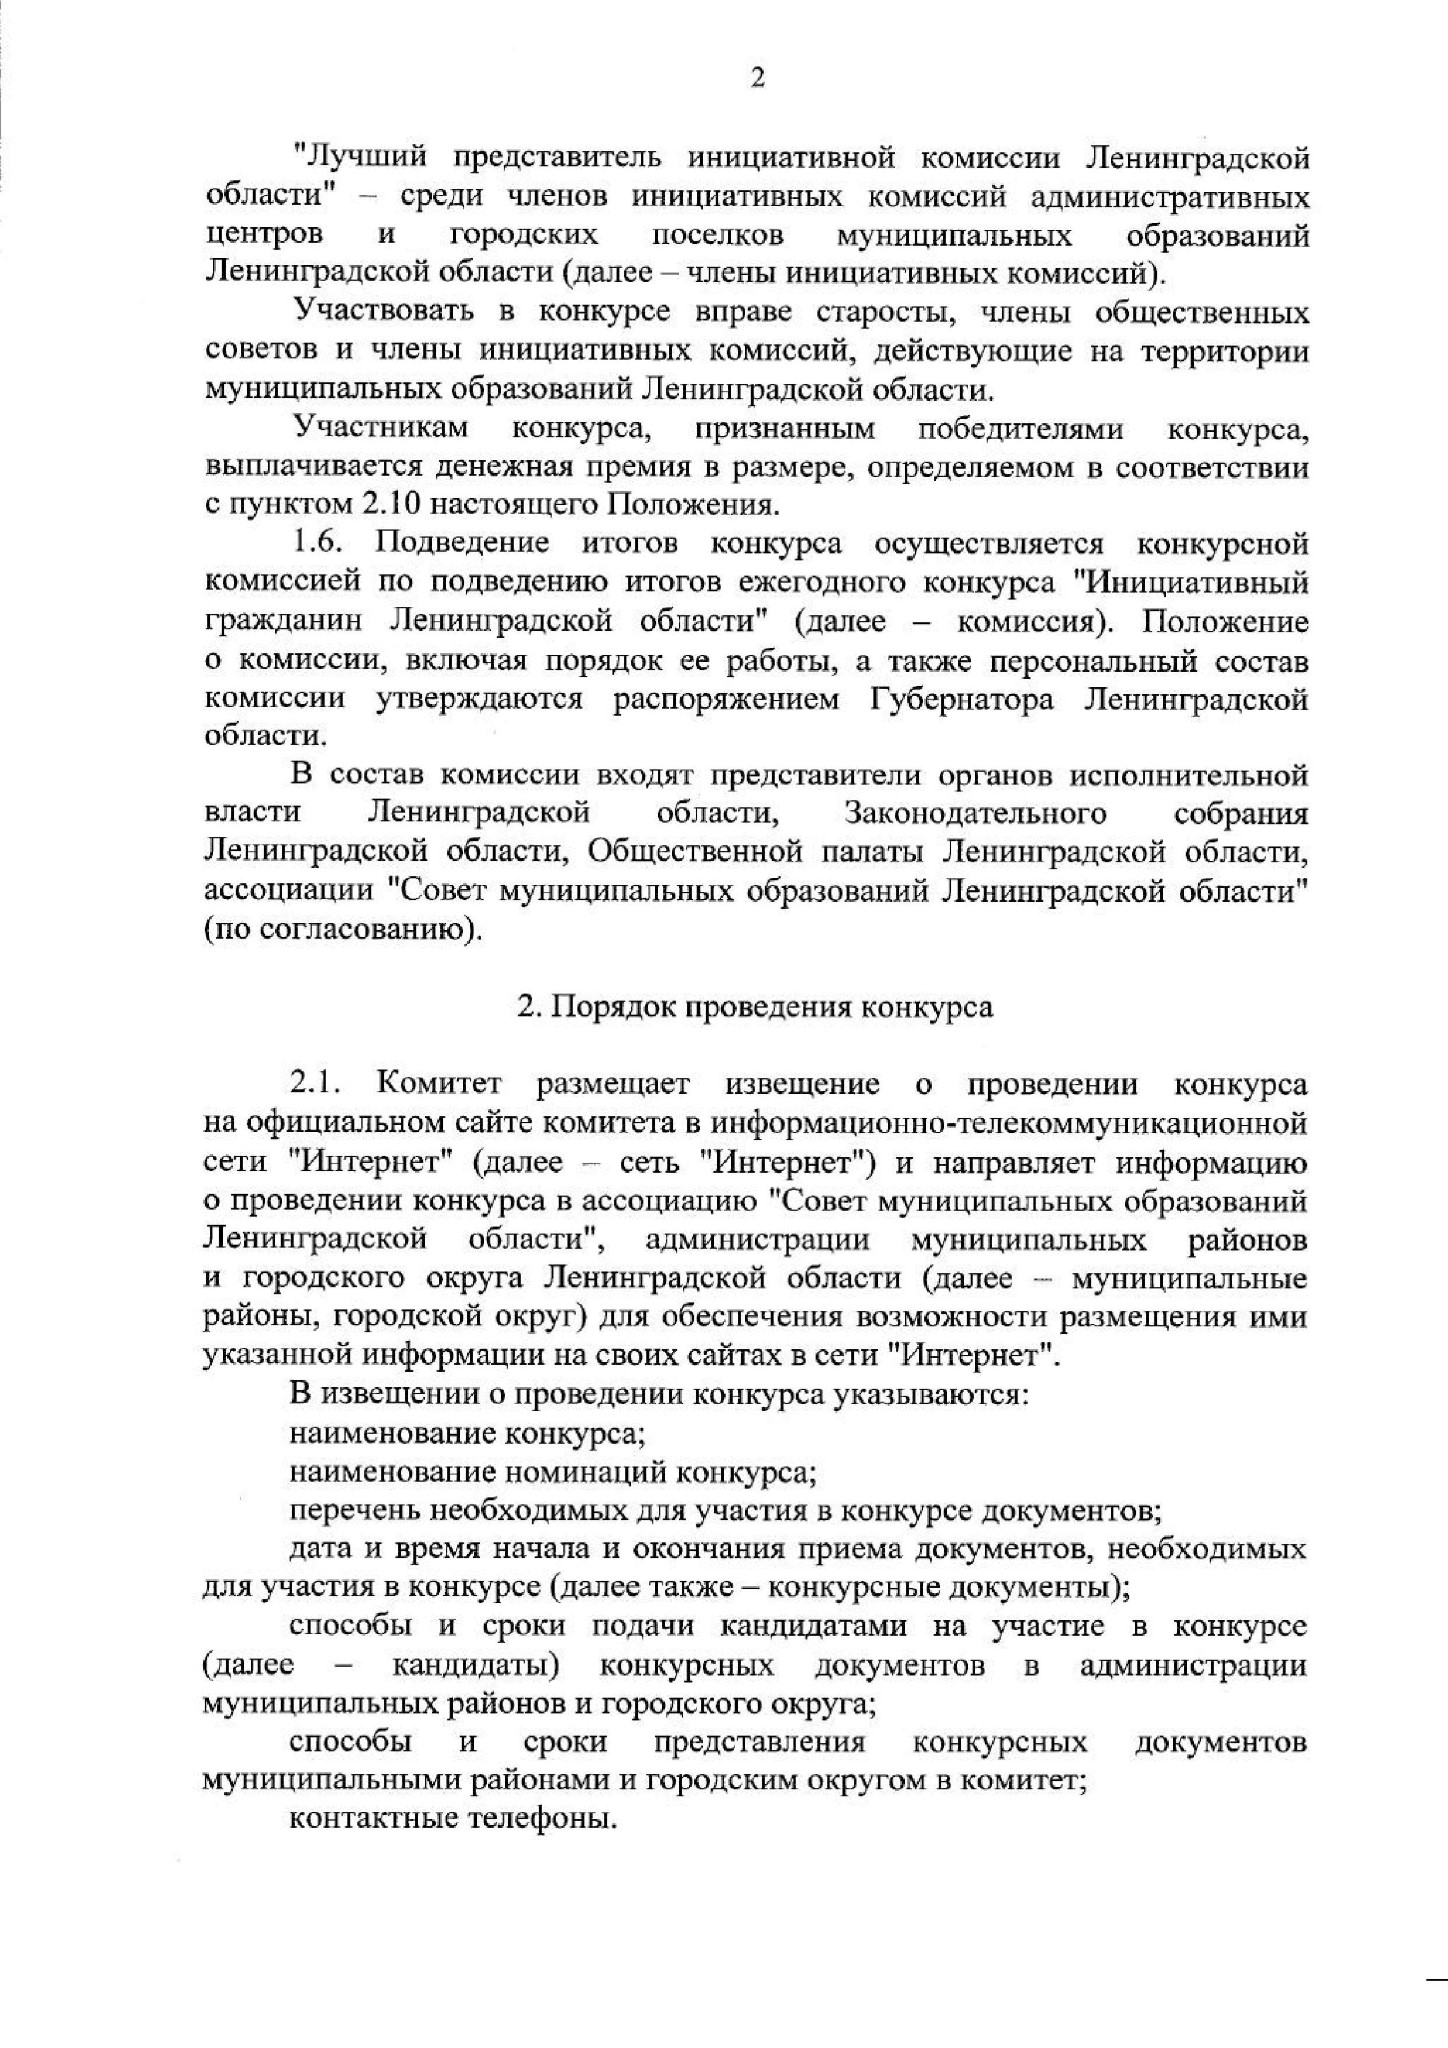 2
"Лучший представитель инициативной комиссии Ленинградской
области" – среди членов инициативных комиссий административных
центров и городских поселков муниципальных образований
Ленинградской области (далее – члены инициативных комиссий).
Участвовать в конкурсе вправе старосты, члены общественных
советов и члены инициативных комиссий, действующие на территории
муниципальных образований Ленинградской области.
Участникам конкурса, признанным победителями конкурса,
выплачивается денежная премия в размере, определяемом в соответствии
с пунктом 2.10 настоящего Положения.
1.6. Подведение итогов конкурса осуществляется конкурсной
комиссией по подведению итогов ежегодного конкурса "Инициативный
гражданин Ленинградской области" (далее – комиссия). Положение
о комиссии, включая порядок ее работы, а также персональный состав
комиссии утверждаются распоряжением Губернатора Ленинградской
области.
В состав комиссии входят представители органов исполнительной
власти Ленинградской области, Законодательного собрания
Ленинградской области, Общественной палаты Ленинградской области,
ассоциации "Совет муниципальных образований Ленинградской области"
(по согласованию).
2. Порядок проведения конкурса
2.1. Комитет размещает извещение о проведении конкурса
на официальном сайте комитета в информационно-телекоммуникационной
сети "Интернет" (далее – сеть "Интернет") и направляет информацию
о проведении конкурса в ассоциацию "Совет муниципальных образований
Ленинградской области", администрации муниципальных районов
и городского округа Ленинградской области (далее – муниципальные
районы, городской округ) для обеспечения возможности размещения ими
указанной информации на своих сайтах в сети "Интернет".
В извещении о проведении конкурса указываются:
наименование конкурса;
наименование номинаций конкурса;
перечень необходимых для участия в конкурсе документов;
дата и время начала и окончания приема документов, необходимых
для участия в конкурсе (далее также – конкурсные документы);
способы и сроки подачи кандидатами на участие в конкурсе
(далее – кандидаты) конкурсных документов в администрации
муниципальных районов и городского округа;
способы и сроки представления конкурсных документов
муниципальными районами и городским округом в комитет;
контактные телефоны.